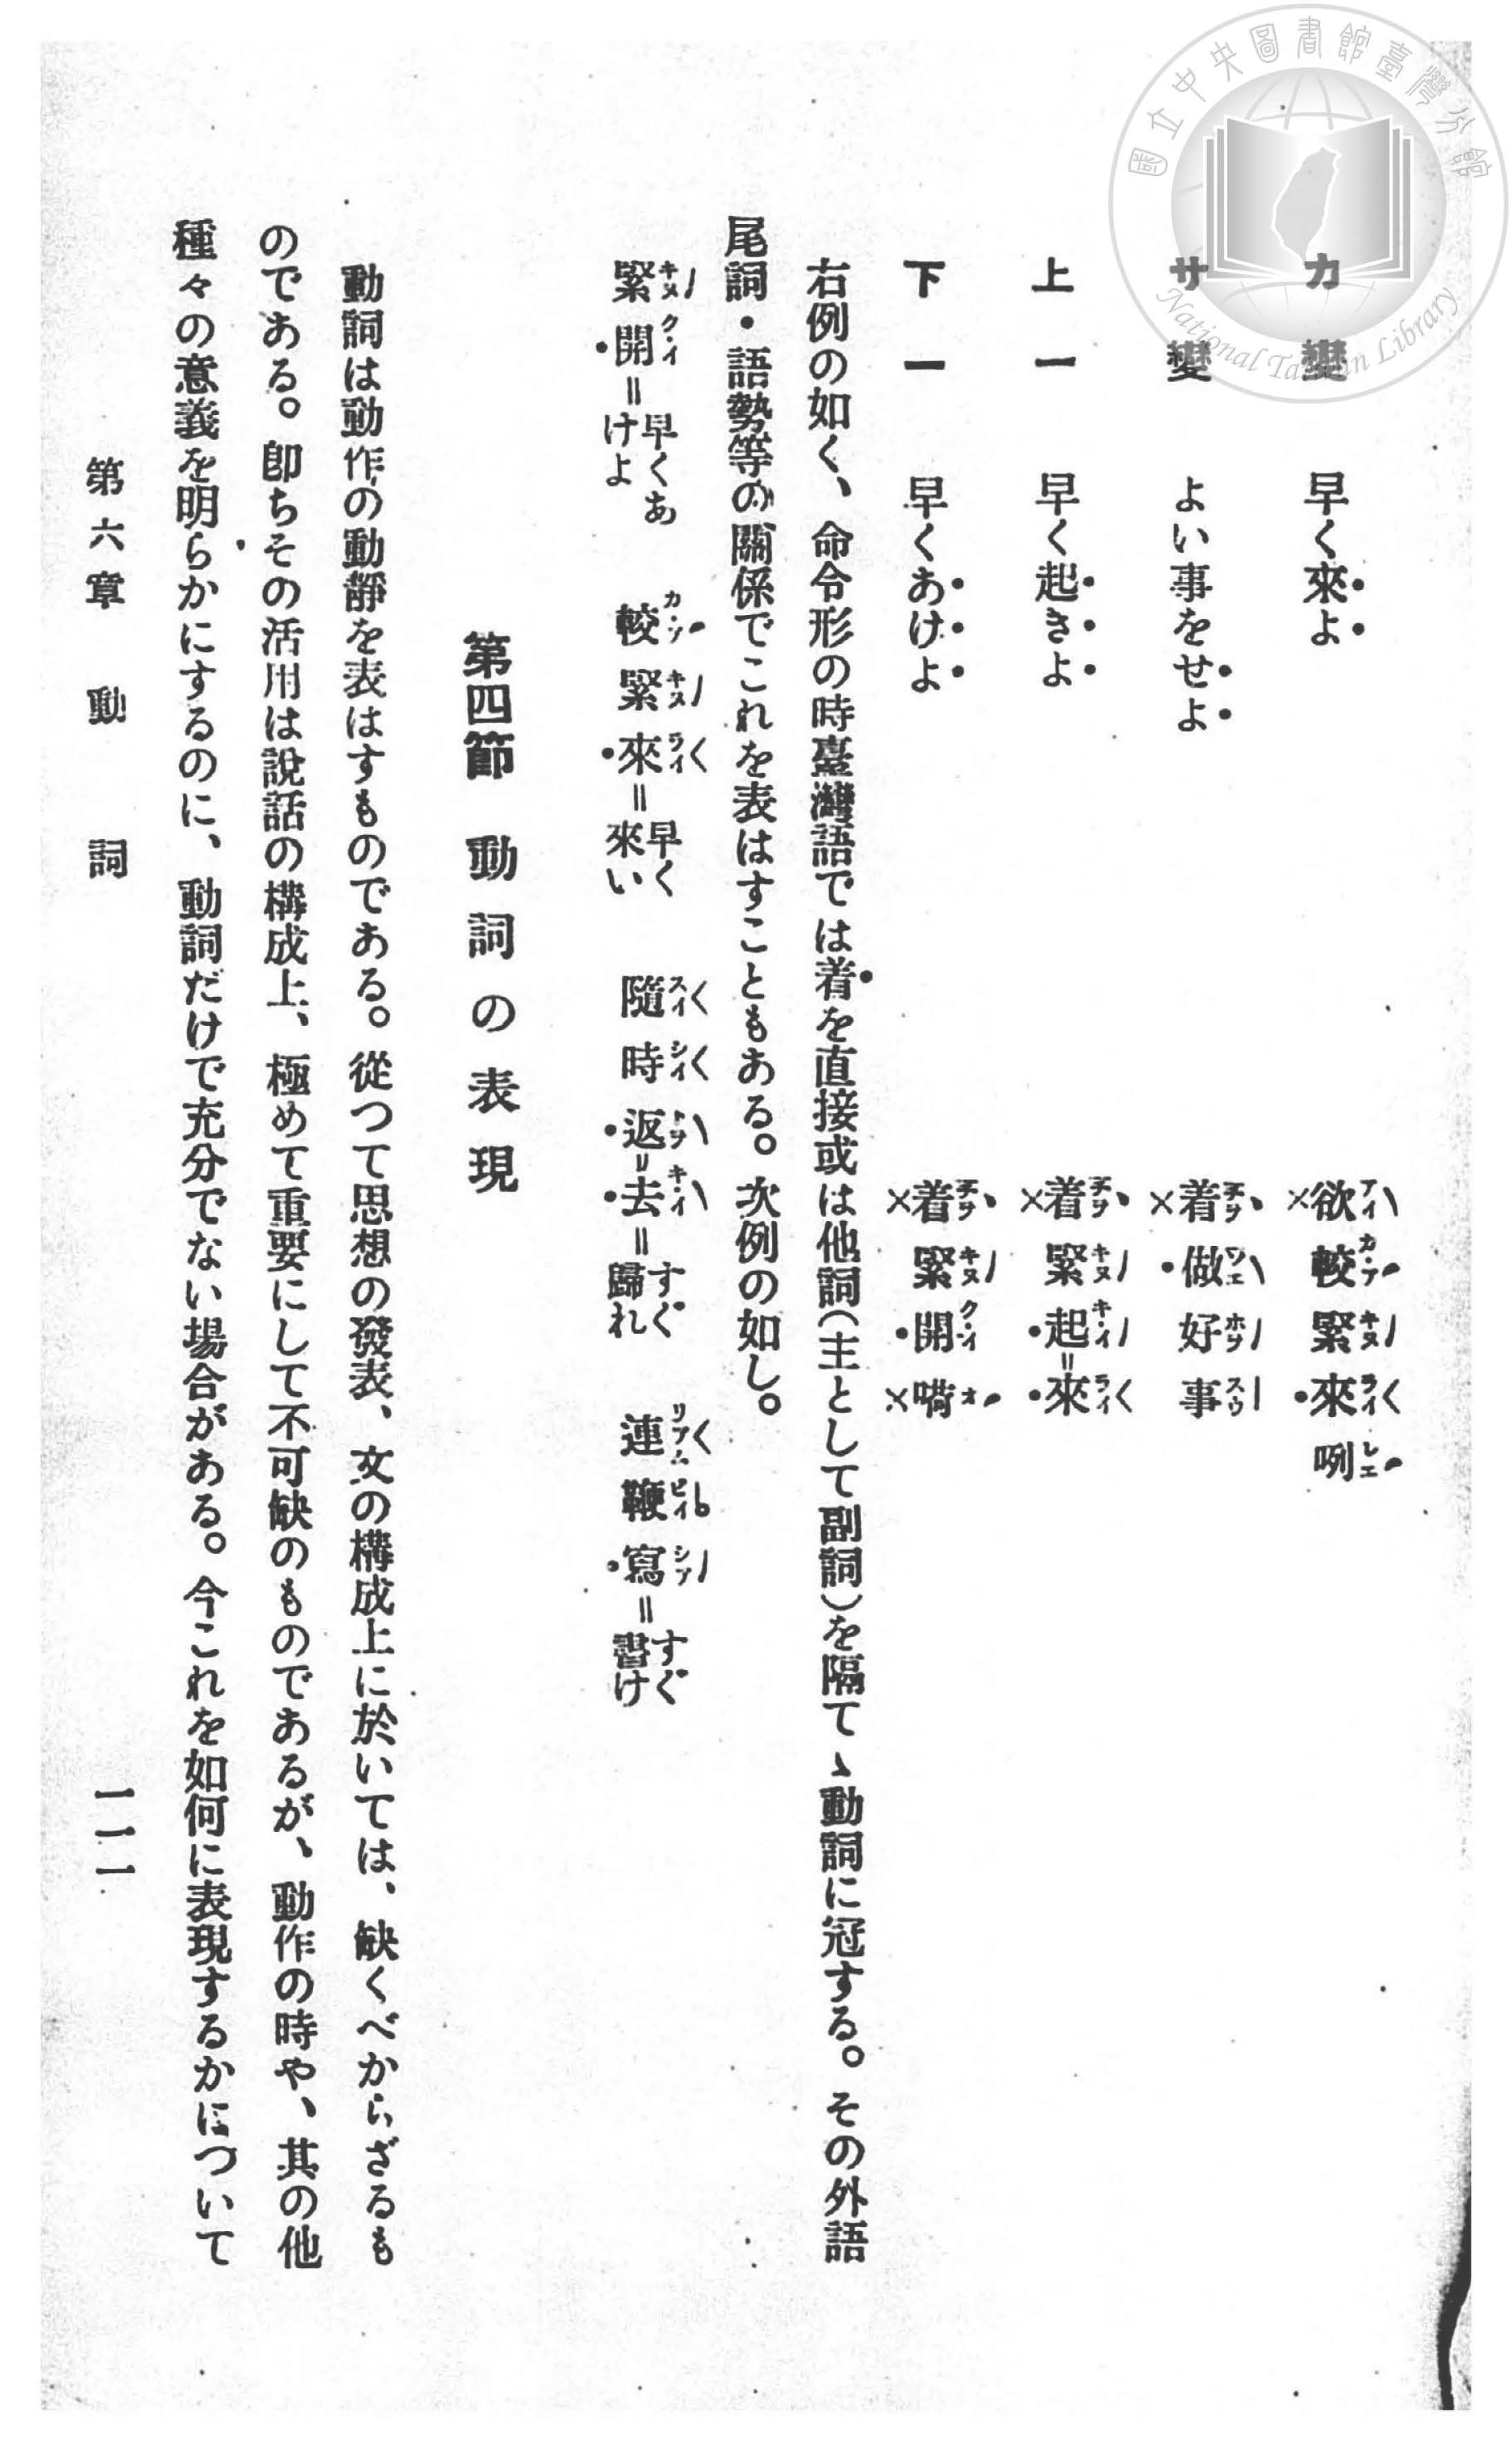 カ變　早く來よ　×欲較緊・來咧
サ變　よい事をせよ　×着・做好事
上一　早く起きよ　×着緊・起＝・來
下一　早くあけよ　×着緊・開×嗬
右例の如く、命令形の時臺灣語では着を直接或は他詞(主として副詞)を隔てゝ動詞に冠する。その外語
尾詞・語勢等の關係でこれを表はすこともある。次例の如し。
緊・開＝早くあけよ　較緊・來＝早く來い　隨時・返＝・去＝すぐ歸れ　連鞭・寫＝すぐ書け
第四節　動詞の表現
動詞は動作の動靜を表はすものである。從つて思想の發表、文の構成上に於いては、缺くべからざるも
のである。卽ちその活用は說話の構成上、極めて重要にして不可缺のものであるが、動作の時や、其の他
種々の意義を明らかにするのに、動詞だけで充分でない場合がある。今これを如何に表現するかについて
第六章　動　詞
一一一
國立中央圖書館臺灣分館
National Taiwan Library